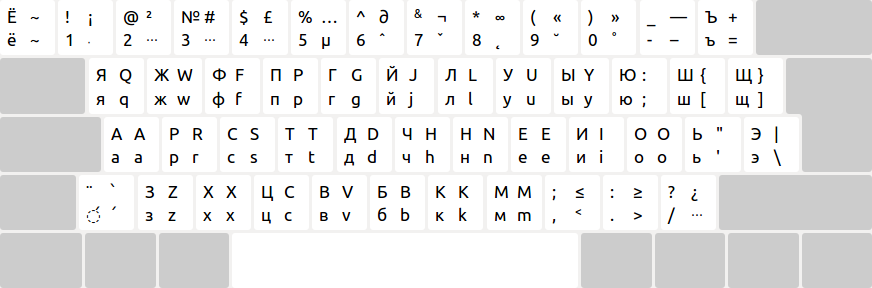 Ё ~ ! ¡ @ ² № # $ £ % … ^ ∂ & ¬ * ∞ ( « ) » _ — Ъ +
ё ~ 1 . 2 ... 3 ... 4 ... 5 µ 6 ˆ 7 ˇ 8 ˛ 9 ˘ 0 ° - – ъ =
Я Q Ж W Ф F П P Г G Й J Л L У U Ы Y Ю : Ш { Щ }
я q ж w ф f п p г g й j л l у u ы y ю ; ш [ щ ]
А A Р R С S Т T Д D Ч H Н N Е E И I О O Ь " Э |
а a р r с s т t д d ч h н n е e и i о o ь ' э \
¨ ` З Z Х X Ц C В V Б B К K М M ; ≤ : ≥ ? ¿
◌́ ´ з z х x ц c в v б b к k м m , < . > / ...